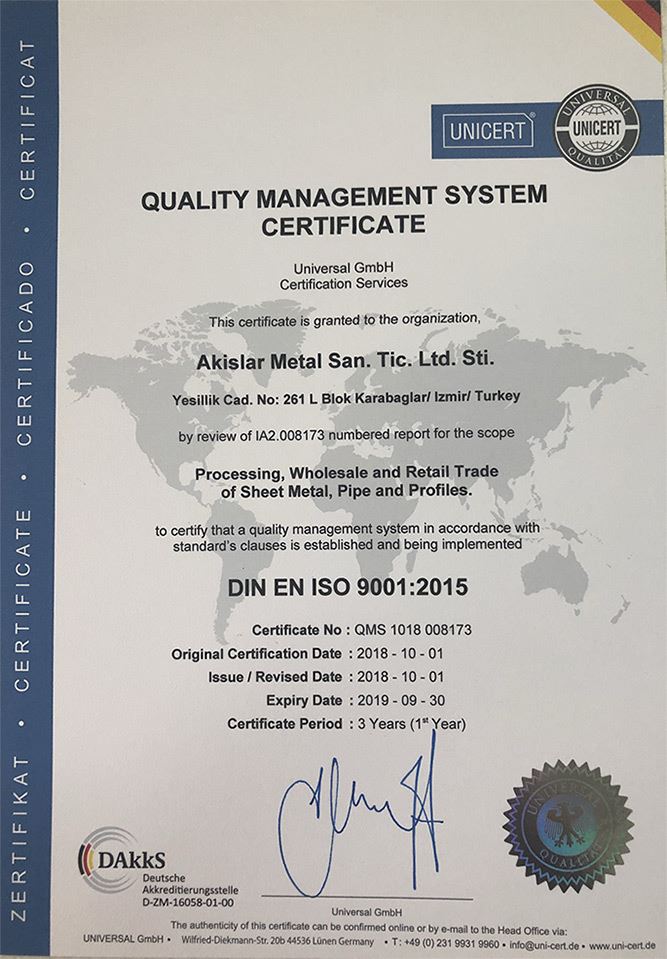 ZERTIFIKAT • CERTIFICATE • CERTIFICADO • CERTIFICAT
UNICERT®
UNIVERSAL
UNICERT
QUALITÄT
QUALITY MANAGEMENT SYSTEM
CERTIFICATE
Universal GmbH
Certification Services
This certificate is granted to the organization,
Akislar Metal San. Tic. Ltd. Sti.
Yesillik Cad. No: 261 L Blok Karabaglar/ Izmir/ Turkey
by review of IA2.008173 numbered report for the scope
Processing, Wholesale and Retail Trade
of Sheet Metal, Pipe and Profiles.
to certify that a quality management system in accordance with
standard's clauses is established and being implemented
DIN EN ISO 9001:2015
Certificate No : QMS 1018 008173
Original Certification Date : 2018 - 10 - 01
Issue / Revised Date : 2018 - 10 - 01
Expiry Date : 2019 - 09 - 30
Certificate Period : 3 Years (1st Year)
UNIVERSAL
QUALITÄT
DAkkS
Deutsche
Akkreditierungsstelle
D-ZM-16058-01-00
Universal GmbH
The authenticity of this certificate can be confirmed online or by e-mail to the Head Office via:
UNIVERSAL GmbH • Wilfried-Diekmann-Str. 20b 44536 Lünen Germany • T: +49 (0) 231 9931 9960 • info@uni-cert.de • www.uni-cert.de